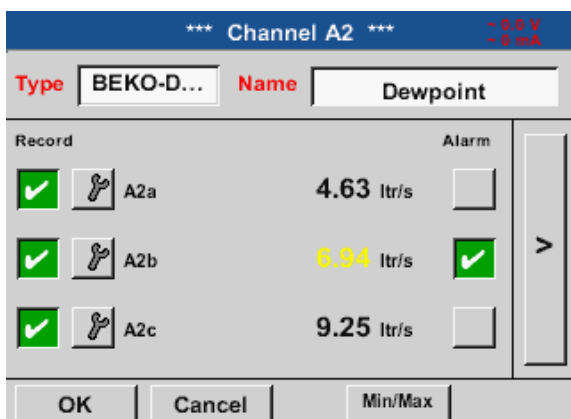 *** Channel A2 ***
~ 0.0 V
~ 0 mA
Type BEKO-D... Name Dewpoint
Record Alarm
A2a 4.63 ltr/s
A2b 6.94 ltr/s
A2c 9.25 ltr/s
>
OK Cancel Min/Max